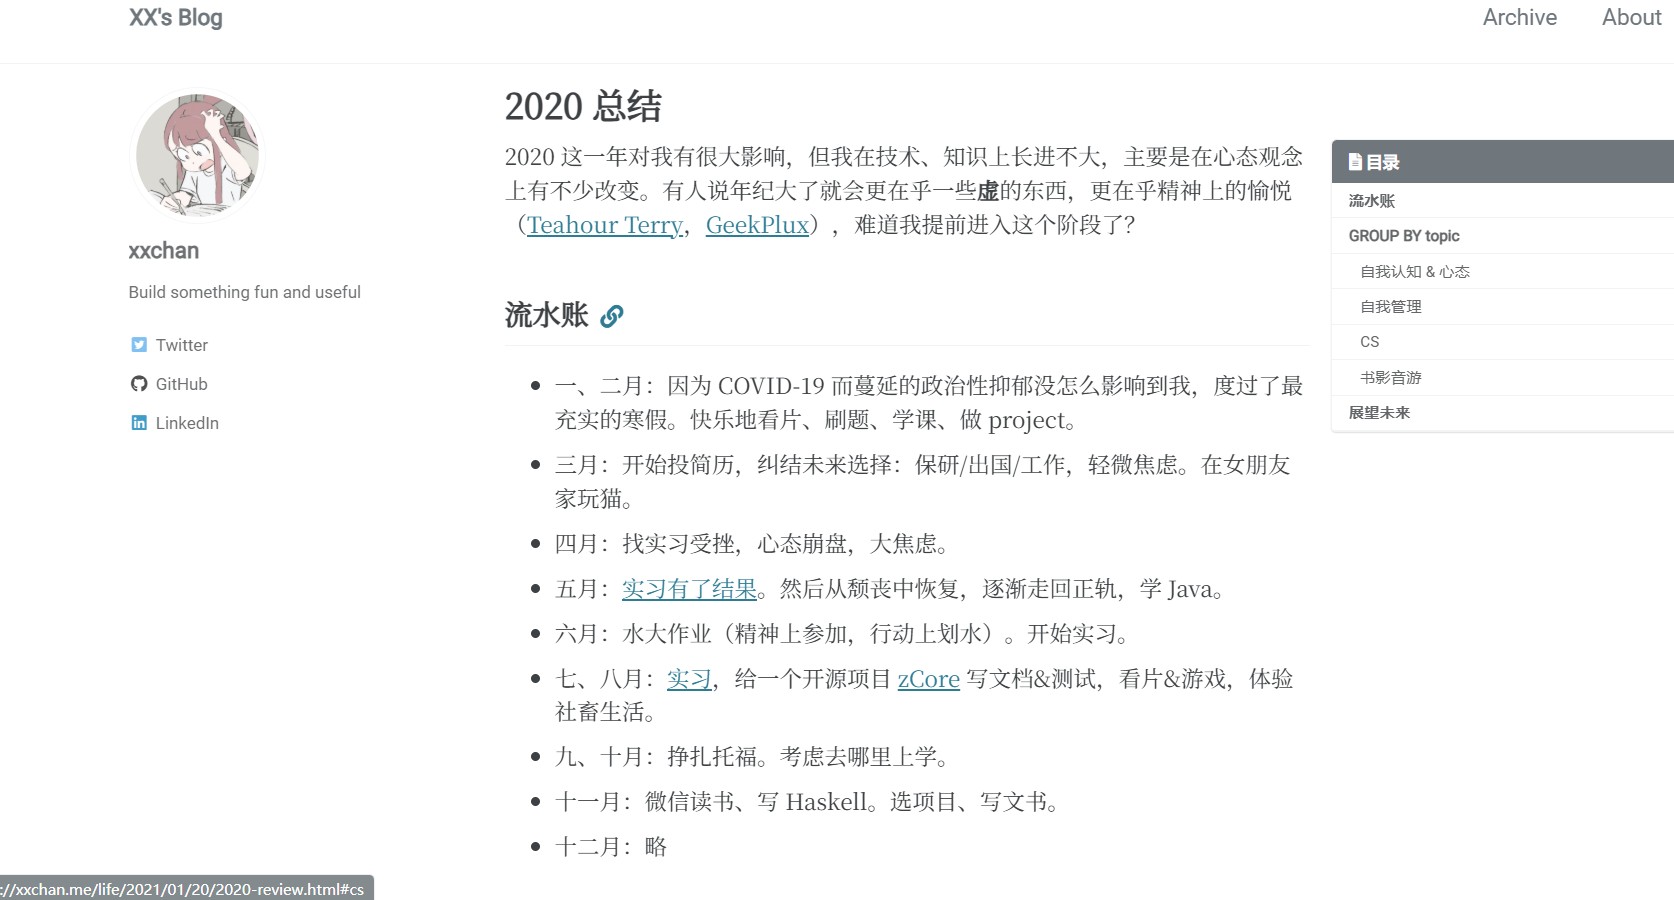 XX's Blog
Archive
About
xxchan
Build something fun and useful
Twitter
GitHub
LinkedIn
2020 总结
2020 这一年对我有很大影响，但我在技术、知识上长进不大，主要是在心态观念
上有不少改变。有人说年纪大了就会更在乎一些虚的东西，更在乎精神上的愉悦
（Teahour Terry，GeekPlux），难道我提前进入这个阶段了？
流水账
一、二月：因为 COVID-19 而蔓延的政治性抑郁没怎么影响到我，度过了最
充实的寒假。快乐地看片、刷题、学课、做 project。
三月：开始投简历，纠结未来选择：保研/出国/工作，轻微焦虑。在女朋友
家玩猫。
四月：找实习受挫，心态崩盘，大焦虑。
五月：实习有了结果。然后从颓丧中恢复，逐渐走回正轨，学 Java。
六月：水大作业（精神上参加，行动上划水）。开始实习。
七、八月：实习，给一个开源项目 zCore 写文档&测试，看片&游戏，体验
社畜生活。
九、十月：挣扎托福。考虑去哪里上学。
十一月：微信读书、写 Haskell。选项目、写文书。
十二月：略
目录
流水账
GROUP BY topic
自我认知 & 心态
自我管理
CS
书影音游
展望未来
://xxchan.me/life/2021/01/20/2020-review.html#cs